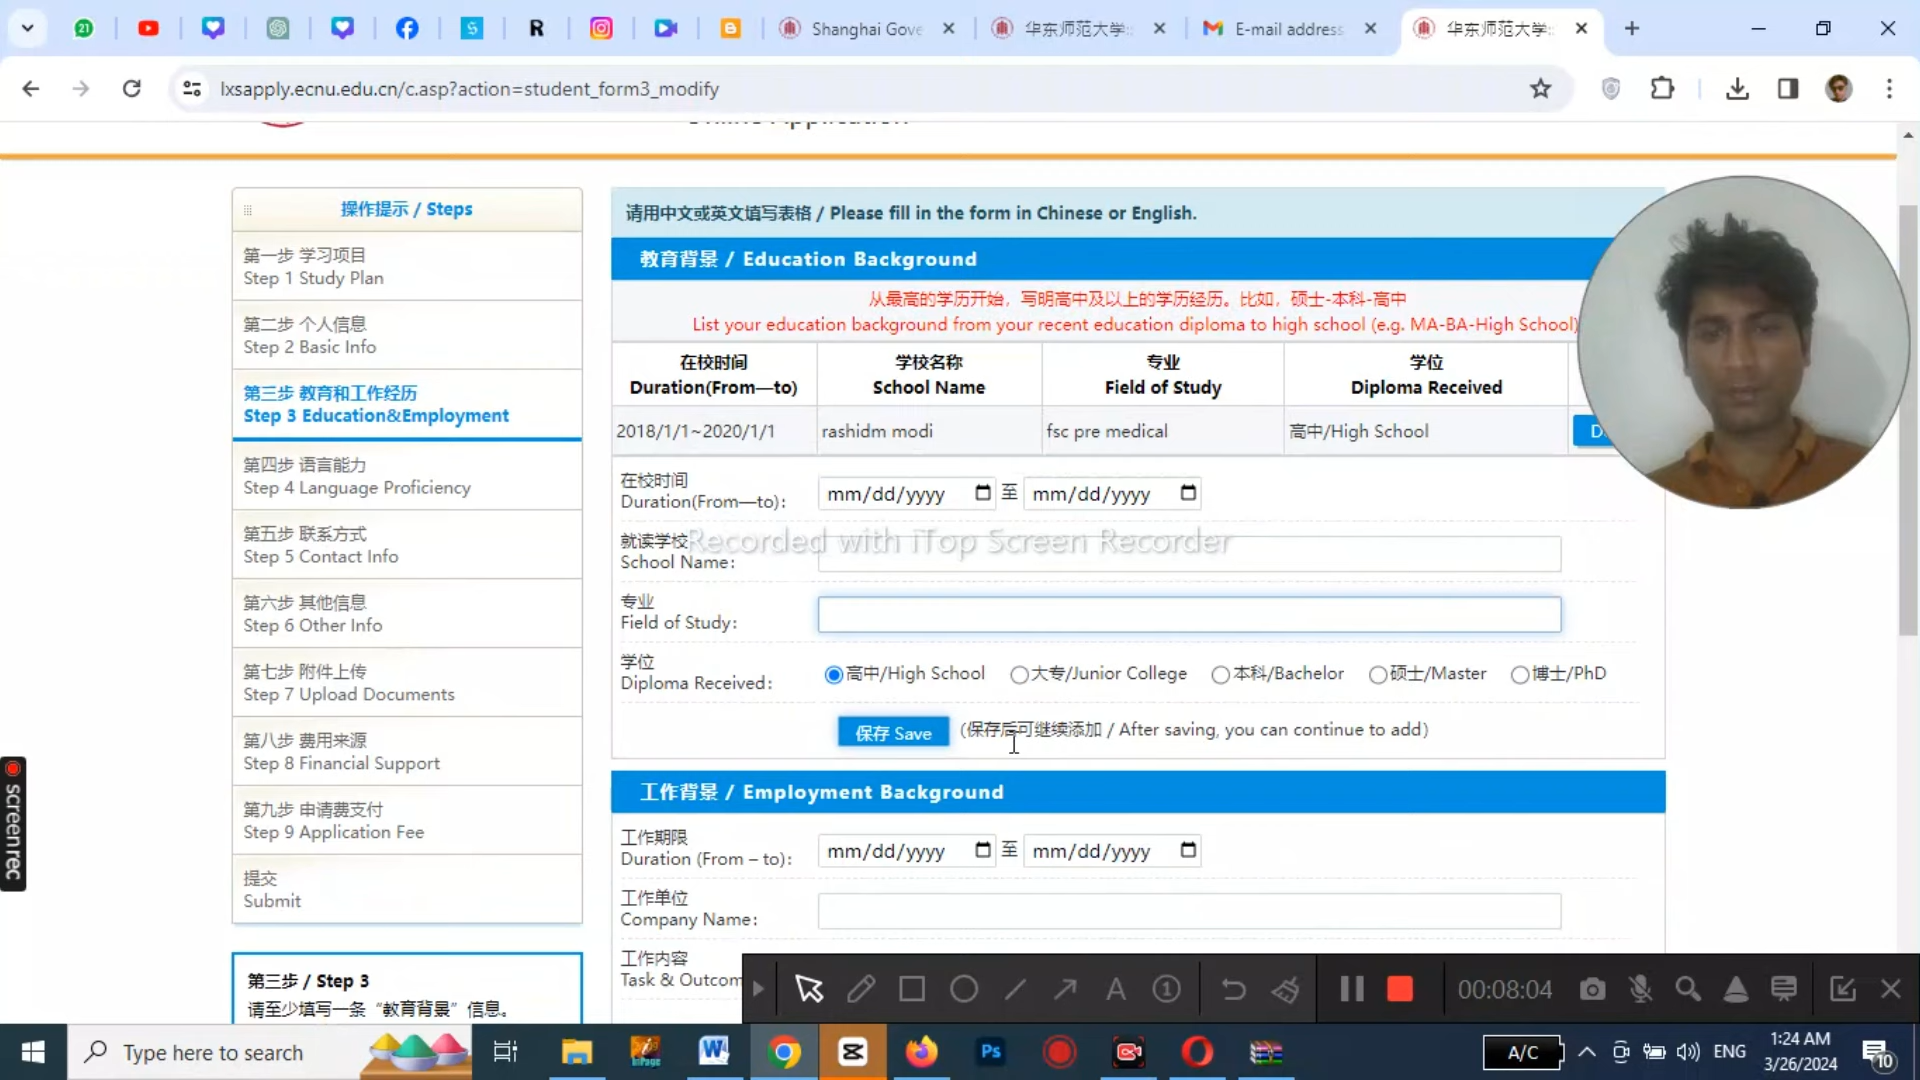 21
Shanghai Gove
华东师范大学:
E-mail address
华东师范大学:
lxsapply.ecnu.edu.cn/c.asp?action=student_form3_modify
Online Application
操作提示 / Steps
第一步 学习项目
Step 1 Study Plan
第二步 个人信息
Step 2 Basic Info
第三步 教育和工作经历
Step 3 Education&Employment
第四步 语言能力
Step 4 Language Proficiency
第五步 联系方式
Step 5 Contact Info
第六步 其他信息
Step 6 Other Info
第七步 附件上传
Step 7 Upload Documents
第八步 费用来源
Step 8 Financial Support
第九步 申请费支付
Step 9 Application Fee
提交
Submit
第三步 / Step 3
请至少填写一条 “教育背景” 信息。
请用中文或英文填写表格 / Please fill in the form in Chinese or English.
教育背景 / Education Background
从最高的学历开始，写明高中及以上的学历经历。比如，硕士-本科-高中
List your education background from your recent education diploma to high school (e.g. MA-BA-High School)
在校时间 学校名称 专业 学位
Duration(From—to) School Name Field of Study Diploma Received
2018/1/1~2020/1/1 rashidm modi fsc pre medical 高中/High School D
在校时间
Duration(From—to)： mm/dd/yyyy 至 mm/dd/yyyy
Recorded with iTop Screen Recorder
就读学校
School Name：
专业
Field of Study：
学位
Diploma Received： 高中/High School 大专/Junior College 本科/Bachelor 硕士/Master 博士/PhD
保存 Save （保存后可继续添加 / After saving, you can continue to add）
工作背景 / Employment Background
工作期限
Duration (From – to)： mm/dd/yyyy 至 mm/dd/yyyy
工作单位
Company Name：
工作内容
Task & Outcom
screenrec
00:08:04
Type here to search
A/C
ENG
1:24 AM
3/26/2024
10